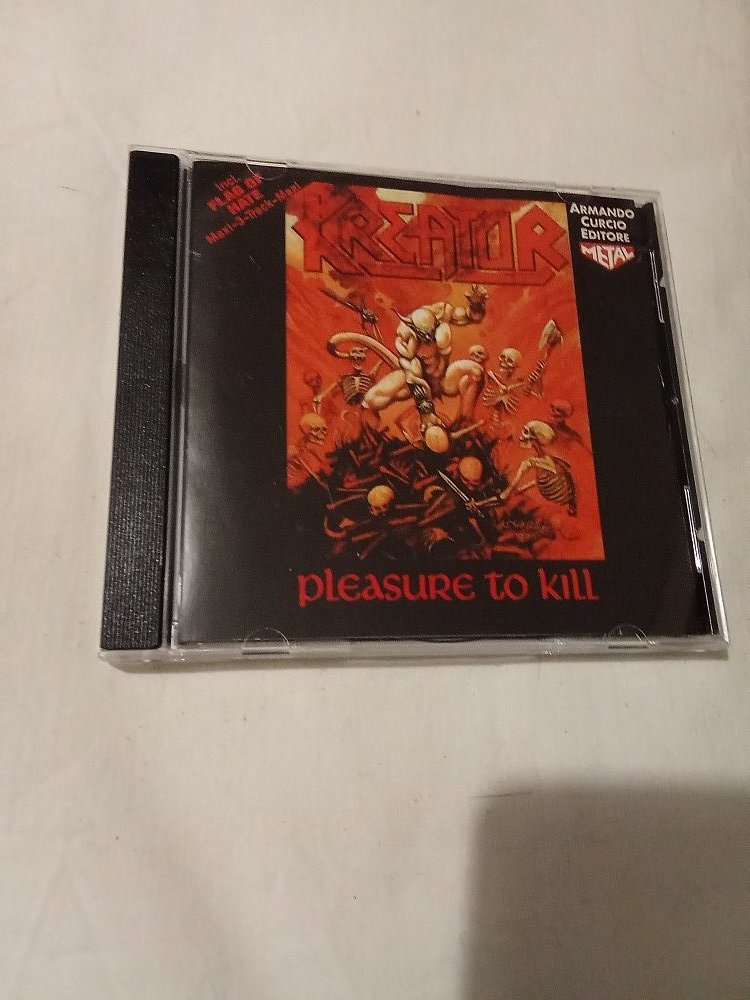 incl.
FLAG OF
HATE
Maxi-3-Track-Maxi
KREATOR
ARMANDO
CURCIO
EDITORE
METAL
pleasure to kill